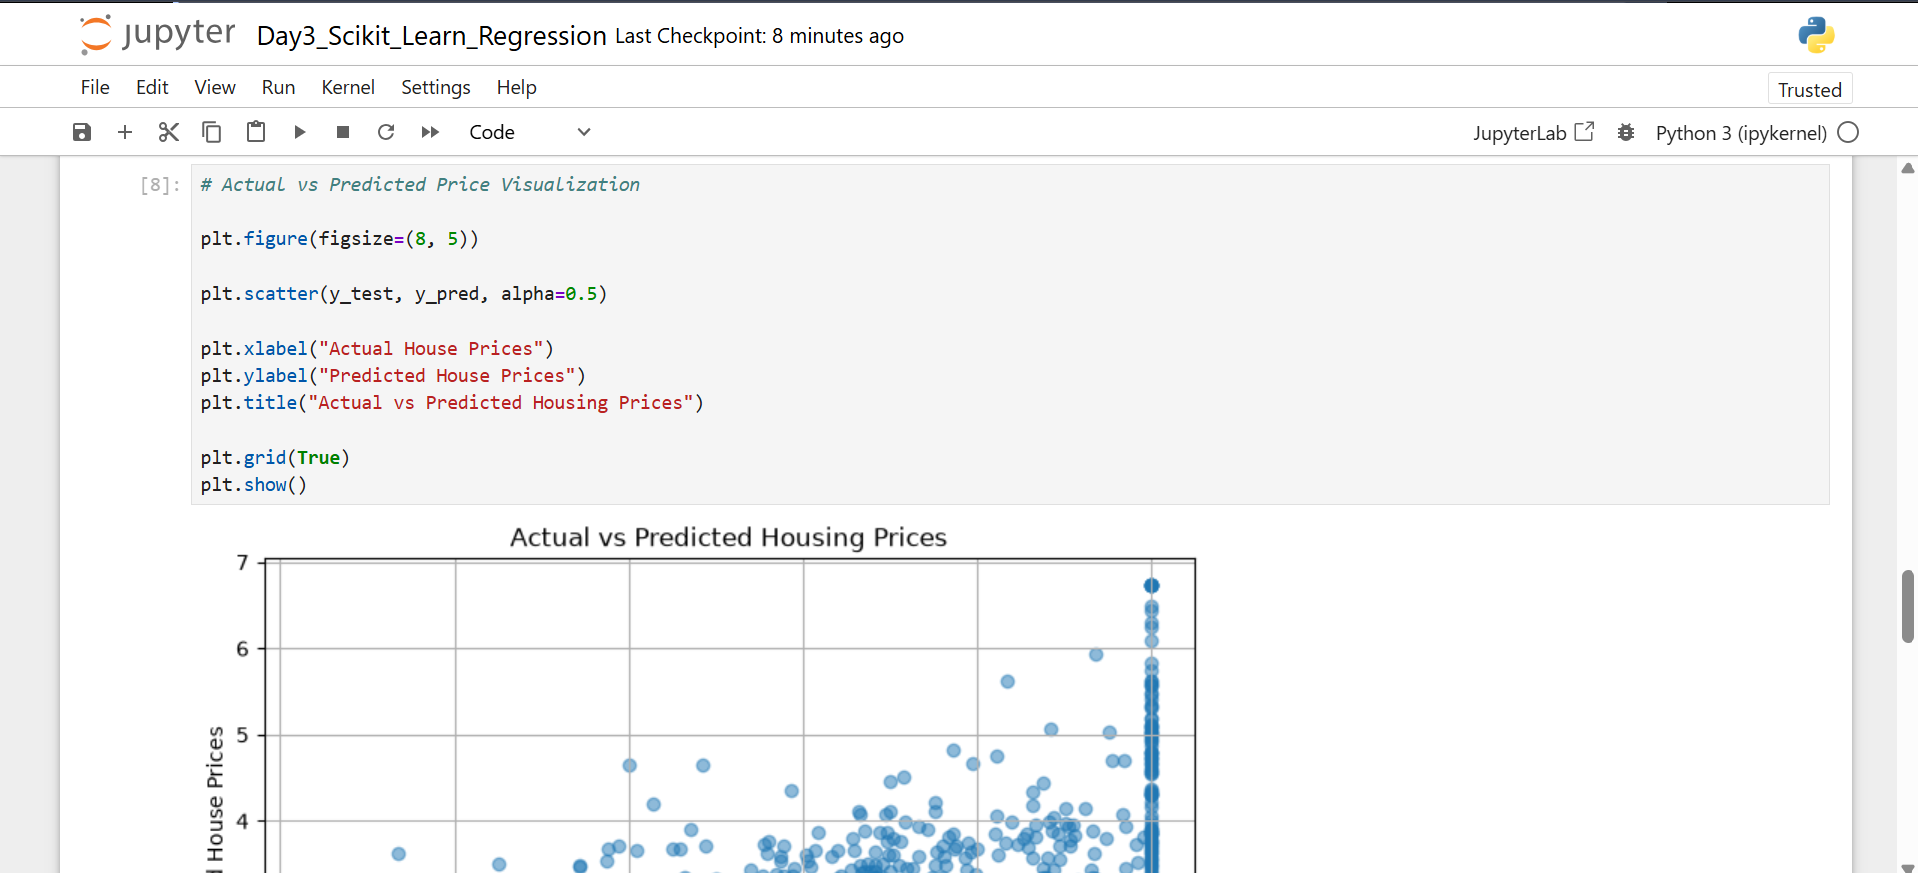 jupyter Day3_Scikit_Learn_Regression Last Checkpoint: 8 minutes ago
File Edit View Run Kernel Settings Help
Trusted
Code
JupyterLab Python 3 (ipykernel)
[8]: # Actual vs Predicted Price Visualization
plt.figure(figsize=(8, 5))
plt.scatter(y_test, y_pred, alpha=0.5)
plt.xlabel("Actual House Prices")
plt.ylabel("Predicted House Prices")
plt.title("Actual vs Predicted Housing Prices")
plt.grid(True)
plt.show()
Actual vs Predicted Housing Prices
7
6
5
4
House Prices